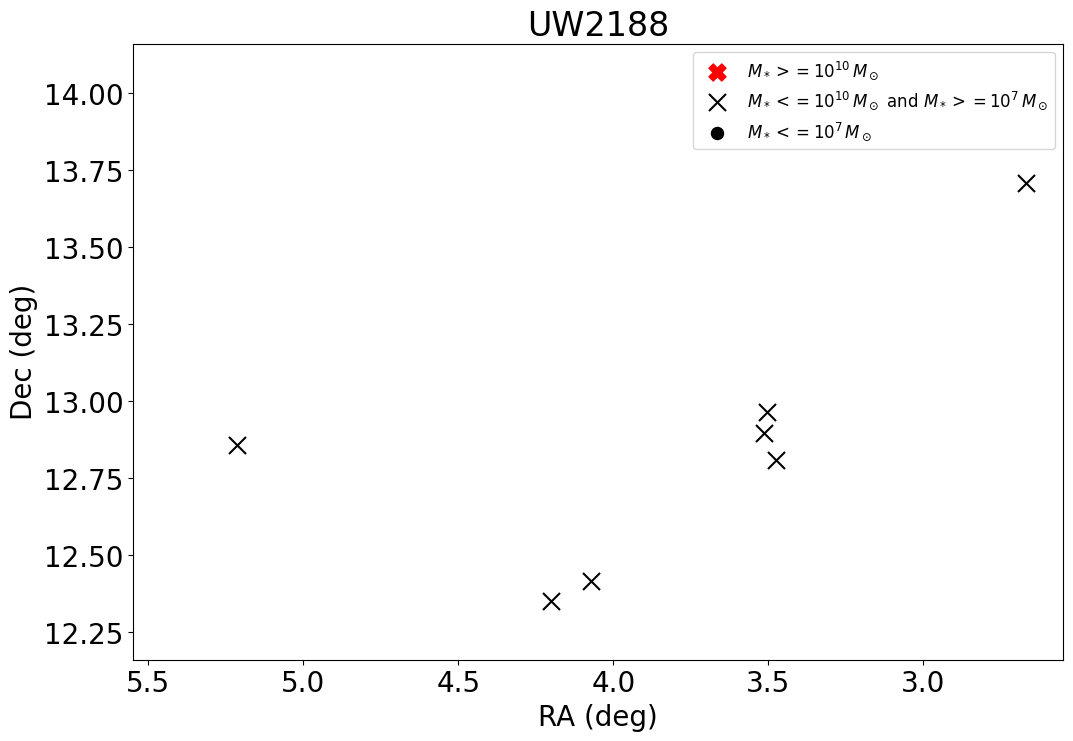 UW2188
M* >= 10^10 M⊙
M* <= 10^10 M⊙ and M* >= 10^7 M⊙
M* <= 10^7 M⊙
14.00
13.75
13.50
13.25
13.00
12.75
12.50
12.25
Dec (deg)
5.5 5.0 4.5 4.0 3.5 3.0
RA (deg)